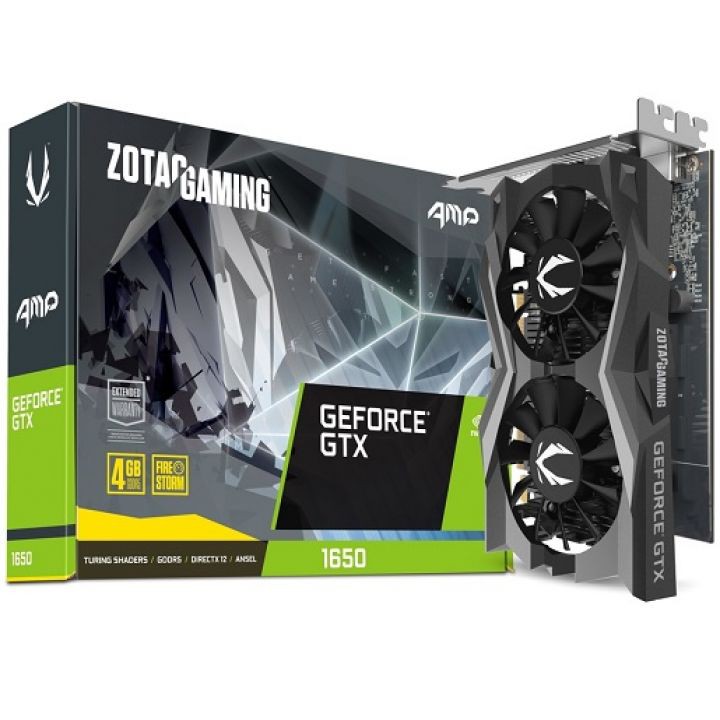 AMP
GEFORCE®
GTX
1650
ZOTAC GAMING
AMP
EXTENDED
WARRANTY
4GB
GDDR5
FIRE
STORM
GEFORCE®
GTX
TURING SHADERS / GDDR5 / DIRECTX 12 / ANSEL
1650
ZOTAC GAMING
GEFORCE GTX